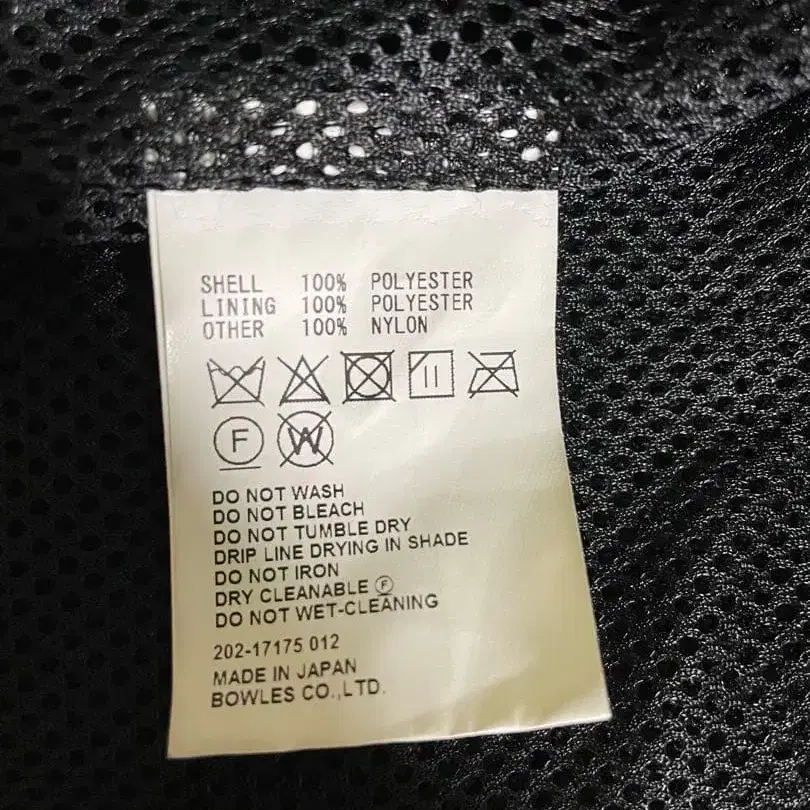 SHELL 100% POLYESTER
LINING 100% POLYESTER
OTHER 100% NYLON
F W
DO NOT WASH
DO NOT BLEACH
DO NOT TUMBLE DRY
DRIP LINE DRYING IN SHADE
DO NOT IRON
DRY CLEANABLE Ⓕ
DO NOT WET-CLEANING
202-17175 012
MADE IN JAPAN
BOWLES CO.,LTD.